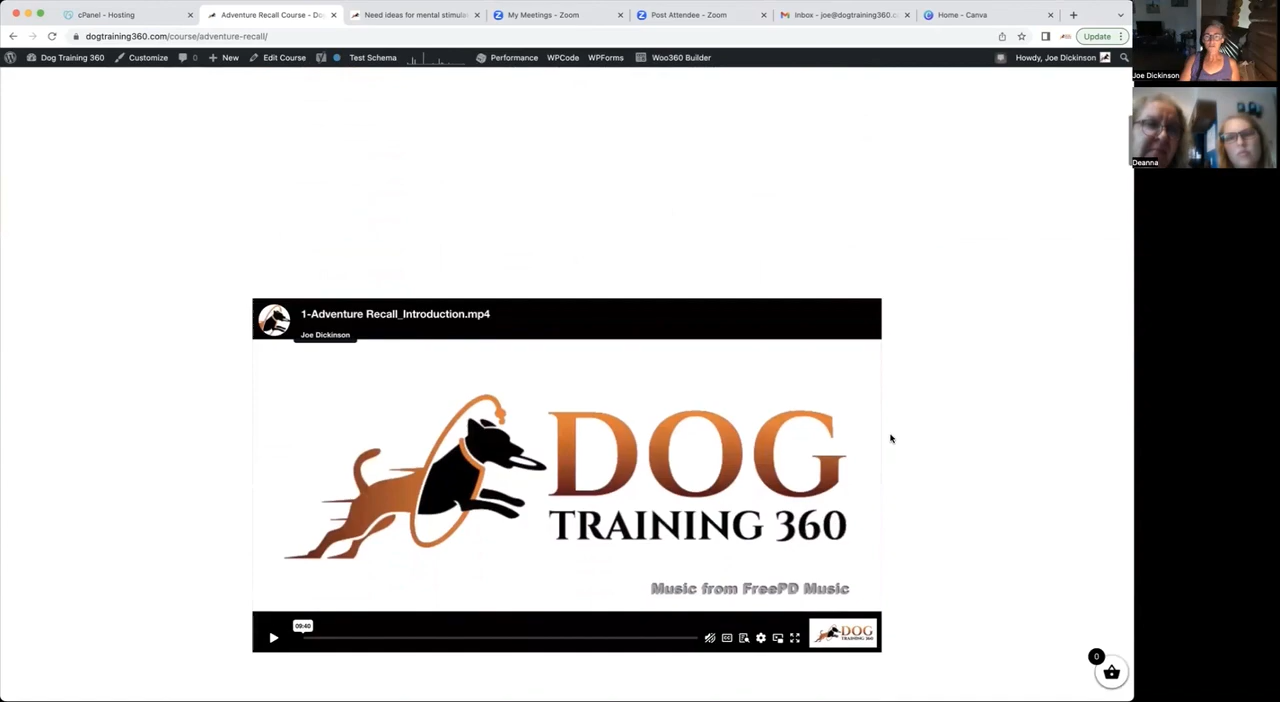 cPanel - Hosting
Adventure Recall Course - Do
Need ideas for mental stimula
My Meetings - Zoom
Post Attendee - Zoom
Inbox - joe@dogtraining360.c
Home - Canva
dogtraining360.com/course/adventure-recall/
Update
Dog Training 360
Customize
0
New
Edit Course
Test Schema
Performance
WPCode
WPForms
Woo360 Builder
Howdy, Joe Dickinson
Joe Dickinson
Deanna
1-Adventure Recall_Introduction.mp4
Joe Dickinson
DOG
TRAINING 360
Music from FreePD Music
09:40
CC
DOG
TRAINING 360
0